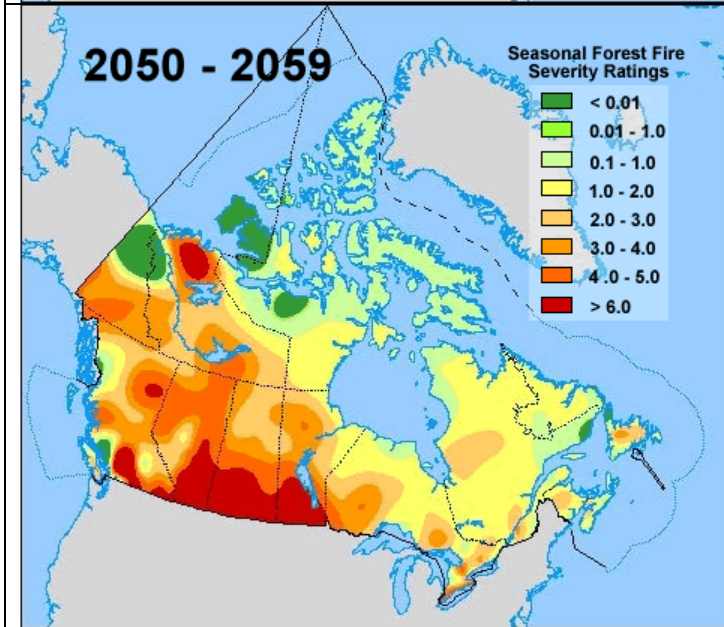 2050 - 2059
Seasonal Forest Fire
Severity Ratings
< 0.01
0.01 - 1.0
0.1 - 1.0
1.0 - 2.0
2.0 - 3.0
3.0 - 4.0
4 .0 - 5.0
> 6.0